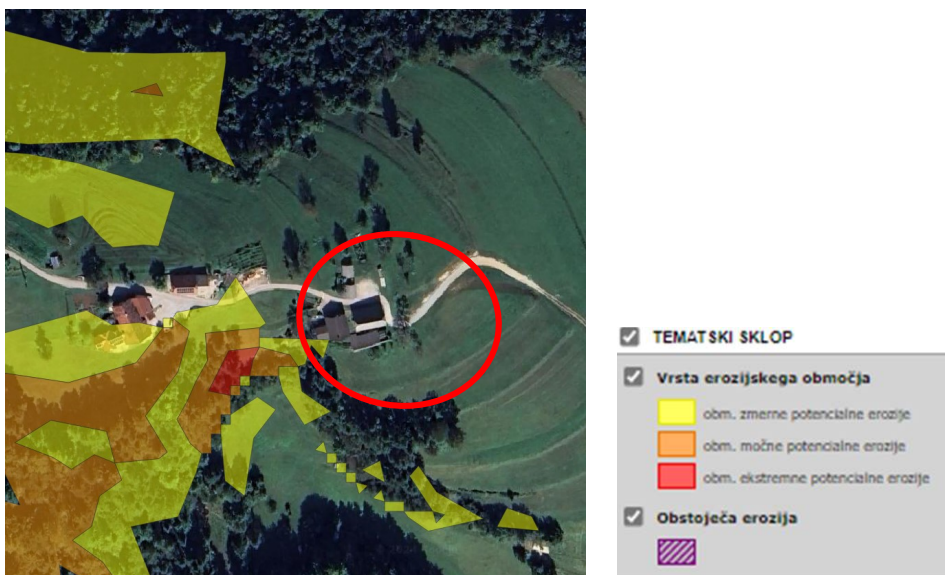 TEMATSKI SKLOP
Vrsta erozijskega območja
obm. zmerne potencialne erozije
obm. močne potencialne erozije
obm. ekstremne potencialne erozije
Obstoječa erozija